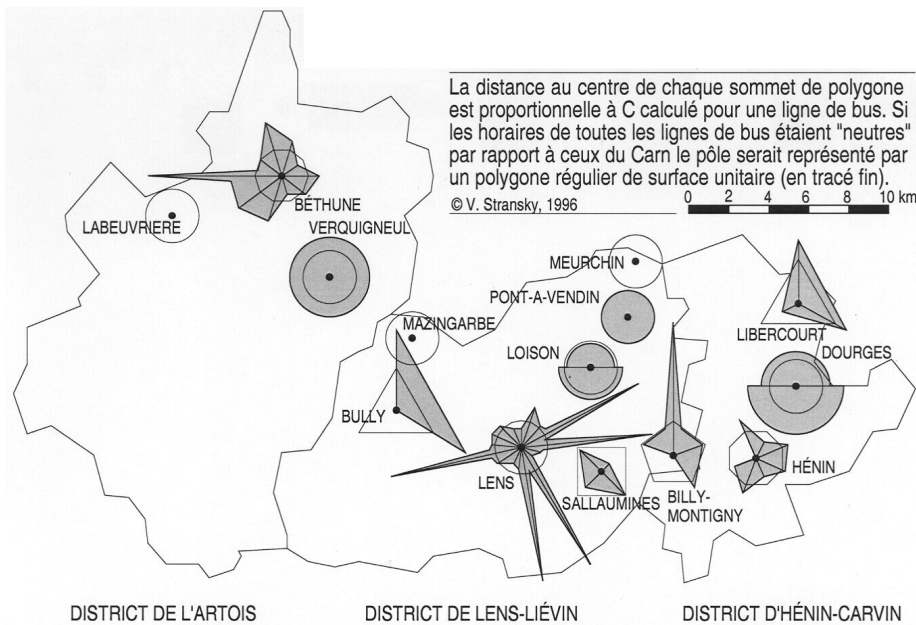 La distance au centre de chaque sommet de polygone
est proportionnelle à C calculé pour une ligne de bus. Si
les horaires de toutes les lignes de bus étaient "neutres"
par rapport à ceux du Carn le pôle serait représenté par
un polygone régulier de surface unitaire (en tracé fin).
© V. Stransky, 1996
0 2 4 6 8 10 km
BÉTHUNE
LABEUVRIERE
VERQUIGNEUL
MEURCHIN
PONT-A-VENDIN
MAZINGARBE
LIBERCOURT
LOISON
DOURGES
BULLY
HÉNIN
LENS
SALLAUMINES
BILLY-
MONTIGNY
DISTRICT DE L'ARTOIS
DISTRICT DE LENS-LIÉVIN
DISTRICT D'HÉNIN-CARVIN